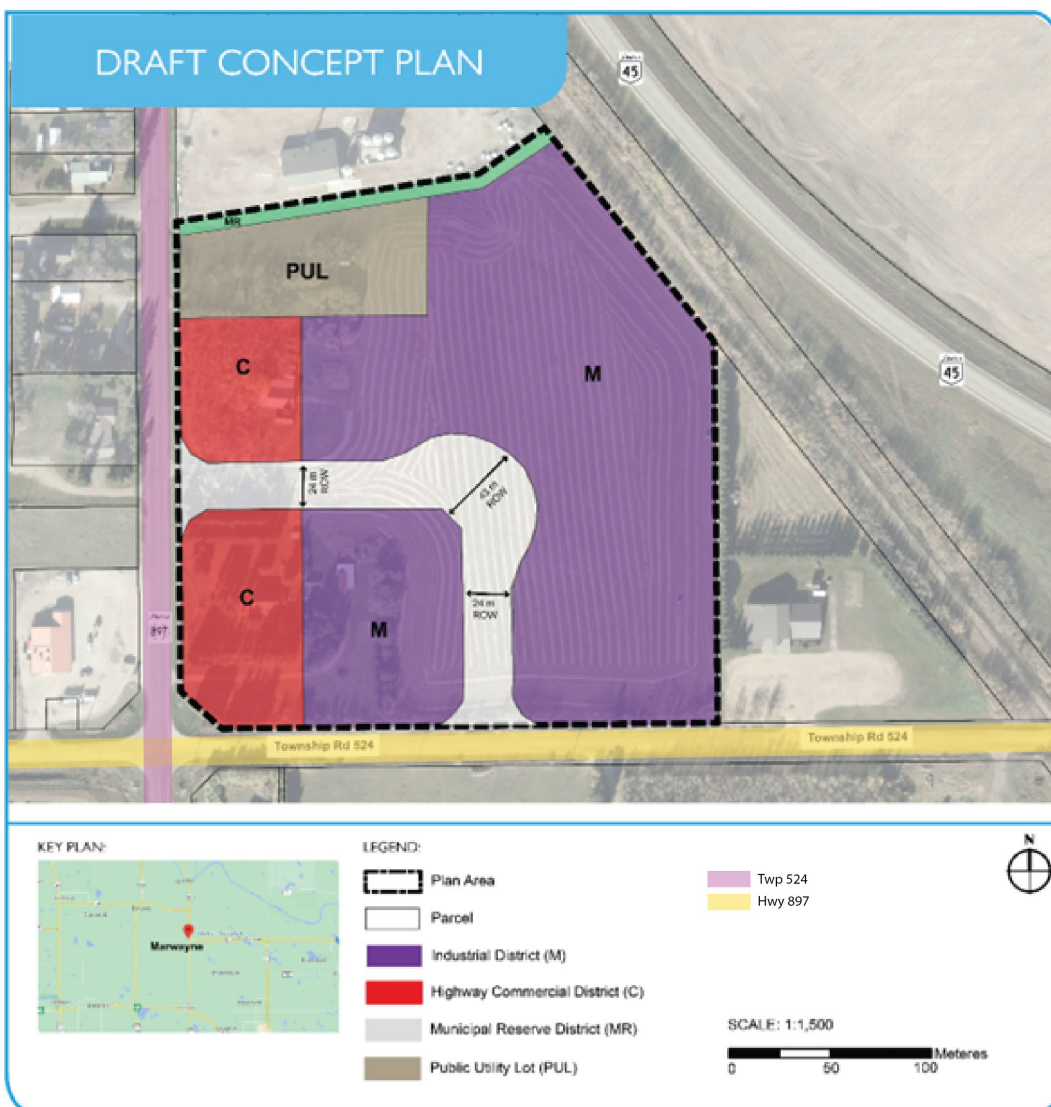 DRAFT CONCEPT PLAN
45
45
MR
PUL
C
M
24 m
ROW
45 m
ROW
C
M
24 m
ROW
897
Township Rd 524
Township Rd 524
KEY PLAN:
Marwayne
LEGEND:
Plan Area
Parcel
Industrial District (M)
Highway Commercial District (C)
Municipal Reserve District (MR)
Public Utility Lot (PUL)
Twp 524
Hwy 897
N
SCALE: 1:1,500
Meteres
0 50 100